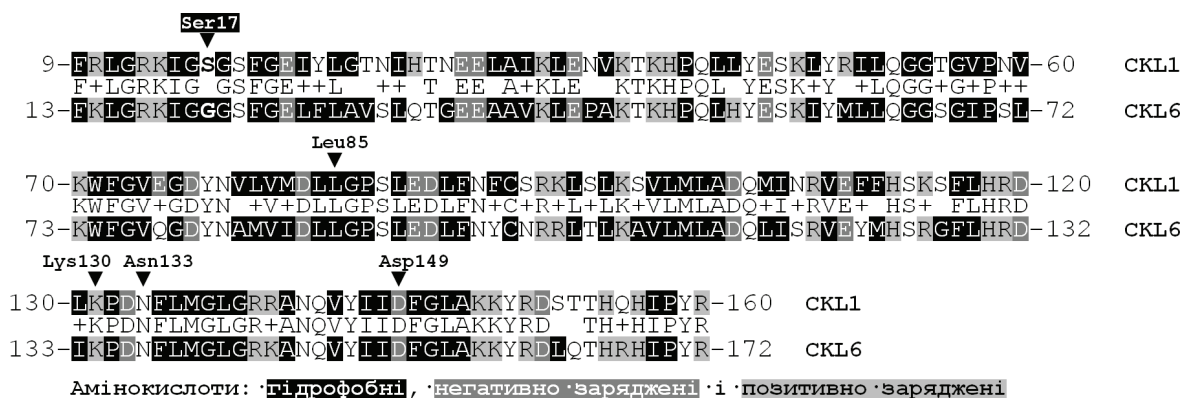 Ser17
9-FRLGRKIGSGSFGEIYLGTNIHTNEELAIKLENVKTKHPQLLYESKLYRILQGGTGVPNV-60 CKL1
F+LGRKIG GSFGE++L ++ T EE A+KLE KTKHPQL YESK+Y +LQGG+G+P++
13-FKLGRKIGGGSFGELFLAVSLQTGEEAAVKLEPAKTKHPQLHYESKIYMLLQGGSGIPSL-72 CKL6
Leu85
70-KWFGVEGDYNVLVMDLLGPSLEDLFNFCSRKLSLKSVLMLADQMINRVEFFHSKSFLHRD-120 CKL1
KWFGV+GDYN +V+DLLGPSLEDLFN+C+R+L+LK+VLMLADQ+I+RVE+ HS+ FLHRD
73-KWFGVQGDYNAMVIDLLGPSLEDLFNYCNRRLTLKAVLMLADQLISRVEYMHSRGFLHRD-132 CKL6
Lys130 Asn133 Asp149
130-LKPDNFLMGLGRRANQVYIIDFGLAKKYRDSTTHQHIPYR-160 CKL1
+KPDNFLMGLGR+ANQVYIIDFGLAKKYRD TH+HIPYR
133-IKPDNFLMGLGRKANQVYIIDFGLAKKYRDLQTHRHIPYR-172 CKL6
Амінокислоти: ·гідрофобні, ·негативно·заряджені·і·позитивно·заряджені